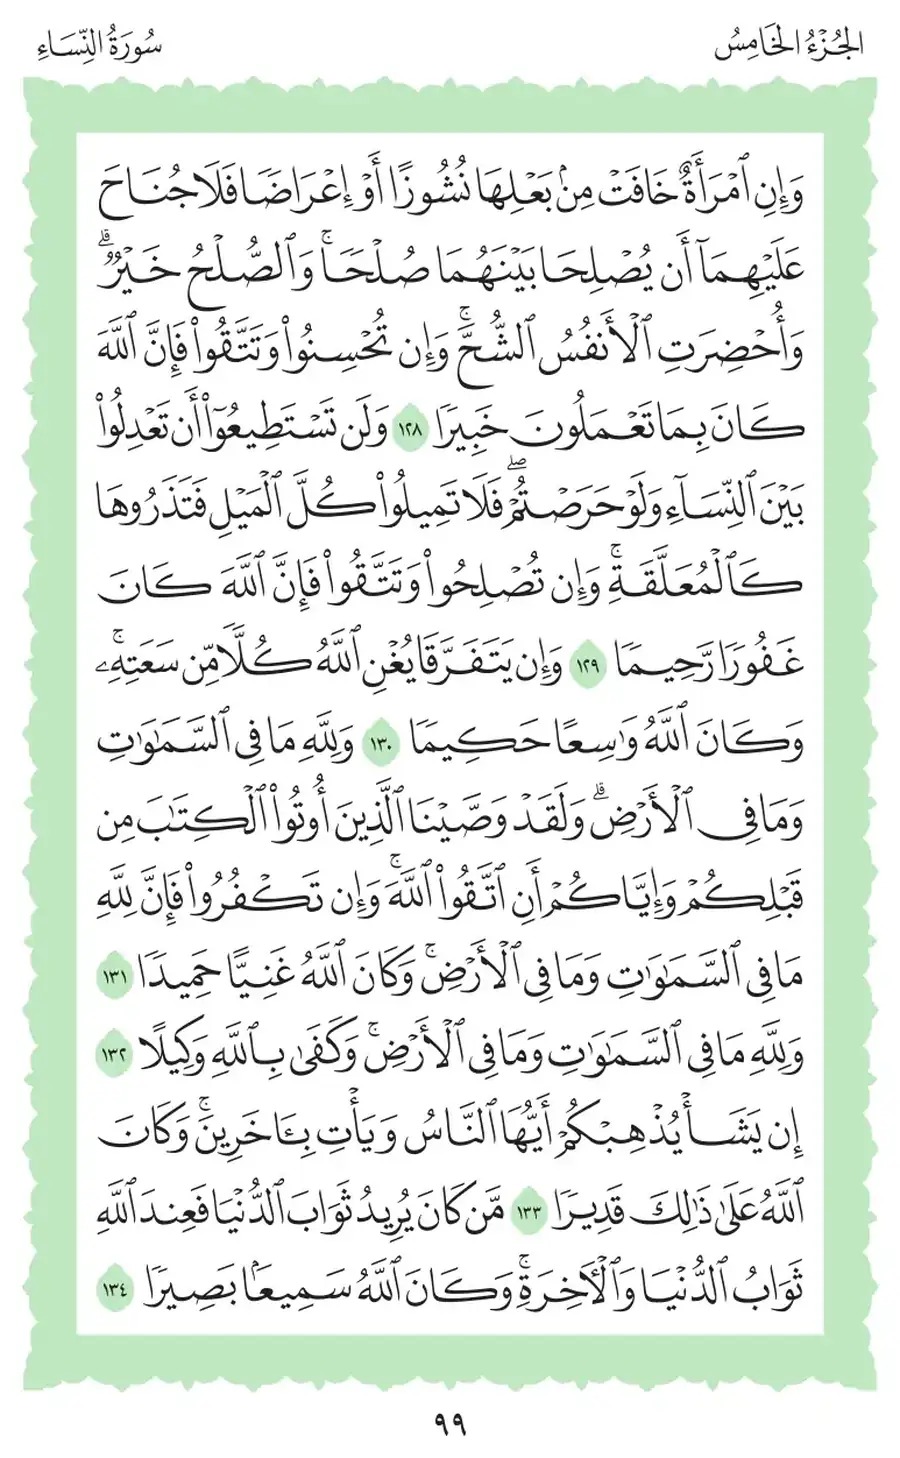 الجُزْءُ الخَامِسُ
سُورَةُ النِّسَاءِ
وَإِنِ ٱمْرَأَةٌ خَافَتْ مِنۢ بَعْلِهَا نُشُوزًا أَوْ إِعْرَاضًا فَلَا جُنَاحَ
عَلَيْهِمَآ أَن يُصْلِحَا بَيْنَهُمَا صُلْحًاۚ وَٱلصُّلْحُ خَيْرٌۗ
وَأُحْضِرَتِ ٱلْأَنفُسُ ٱلشُّحَّۚ وَإِن تُحْسِنُوا۟ وَتَتَّقُوا۟ فَإِنَّ ٱللَّهَ
كَانَ بِمَا تَعْمَلُونَ خَبِيرًا ١٢٨ وَلَن تَسْتَطِيعُوٓا۟ أَن تَعْدِلُوا۟
بَيْنَ ٱلنِّسَآءِ وَلَوْ حَرَصْتُمْۖ فَلَا تَمِيلُوا۟ كُلَّ ٱلْمَيْلِ فَتَذَرُوهَا
كَٱلْمُعَلَّقَةِۚ وَإِن تُصْلِحُوا۟ وَتَتَّقُوا۟ فَإِنَّ ٱللَّهَ كَانَ
غَفُورًا رَّحِيمًا ١٢٩ وَإِن يَتَفَرَّقَا يُغْنِ ٱللَّهُ كُلًّا مِّن سَعَتِهِۦۚ
وَكَانَ ٱللَّهُ وَٰسِعًا حَكِيمًا ١٣٠ وَلِلَّهِ مَا فِى ٱلسَّمَٰوَٰتِ
وَمَا فِى ٱلْأَرْضِۗ وَلَقَدْ وَصَّيْنَا ٱلَّذِينَ أُوتُوا۟ ٱلْكِتَٰبَ مِن
قَبْلِكُمْ وَإِيَّاكُمْ أَنِ ٱتَّقُوا۟ ٱللَّهَۚ وَإِن تَكْفُرُوا۟ فَإِنَّ لِلَّهِ
مَا فِى ٱلسَّمَٰوَٰتِ وَمَا فِى ٱلْأَرْضِۚ وَكَانَ ٱللَّهُ غَنِيًّا حَمِيدًا ١٣١
وَلِلَّهِ مَا فِى ٱلسَّمَٰوَٰتِ وَمَا فِى ٱلْأَرْضِۚ وَكَفَىٰ بِٱللَّهِ وَكِيلًا ١٣٢
إِن يَشَأْ يُذْهِبْكُمْ أَيُّهَا ٱلنَّاسُ وَيَأْتِ بِـَٔاخَرِينَۚ وَكَانَ
ٱللَّهُ عَلَىٰ ذَٰلِكَ قَدِيرًا ١٣٣ مَّن كَانَ يُرِيدُ ثَوَابَ ٱلدُّنْيَا فَعِندَ ٱللَّهِ
ثَوَابُ ٱلدُّنْيَا وَٱلْـَٔاخِرَةِۚ وَكَانَ ٱللَّهُ سَمِيعًۢا بَصِيرًا ١٣٤
٩٩